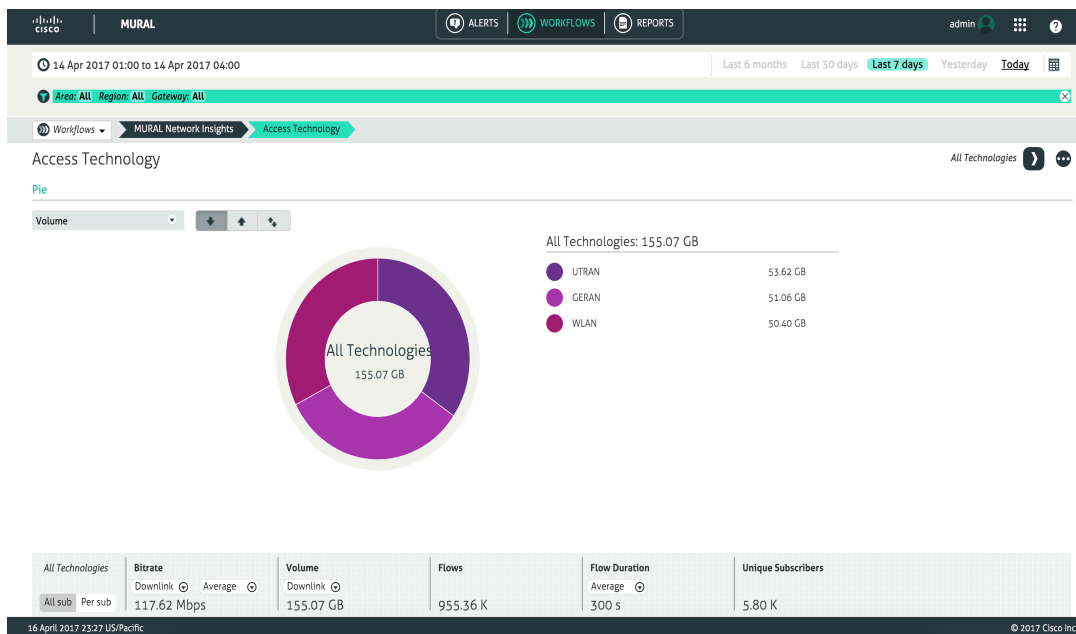 cisco MURAL ALERTS WORKFLOWS REPORTS admin ?
14 Apr 2017 01:00 to 14 Apr 2017 04:00 Last 6 months Last 30 days Last 7 days Yesterday Today
Area: All Region: All Gateway: All
Workflows MURAL Network Insights Access Technology
Access Technology All Technologies
Pie
Volume
All Technologies: 155.07 GB
UTRAN 53.62 GB
GERAN 51.06 GB
WLAN 50.40 GB
All Technologies
155.07 GB
All Technologies Bitrate Volume Flows Flow Duration Unique Subscribers
Downlink Average Downlink Average
All sub Per sub 117.62 Mbps 155.07 GB 955.36 K 300 s 5.80 K
16 April 2017 23:27 US/Pacific © 2017 Cisco Inc